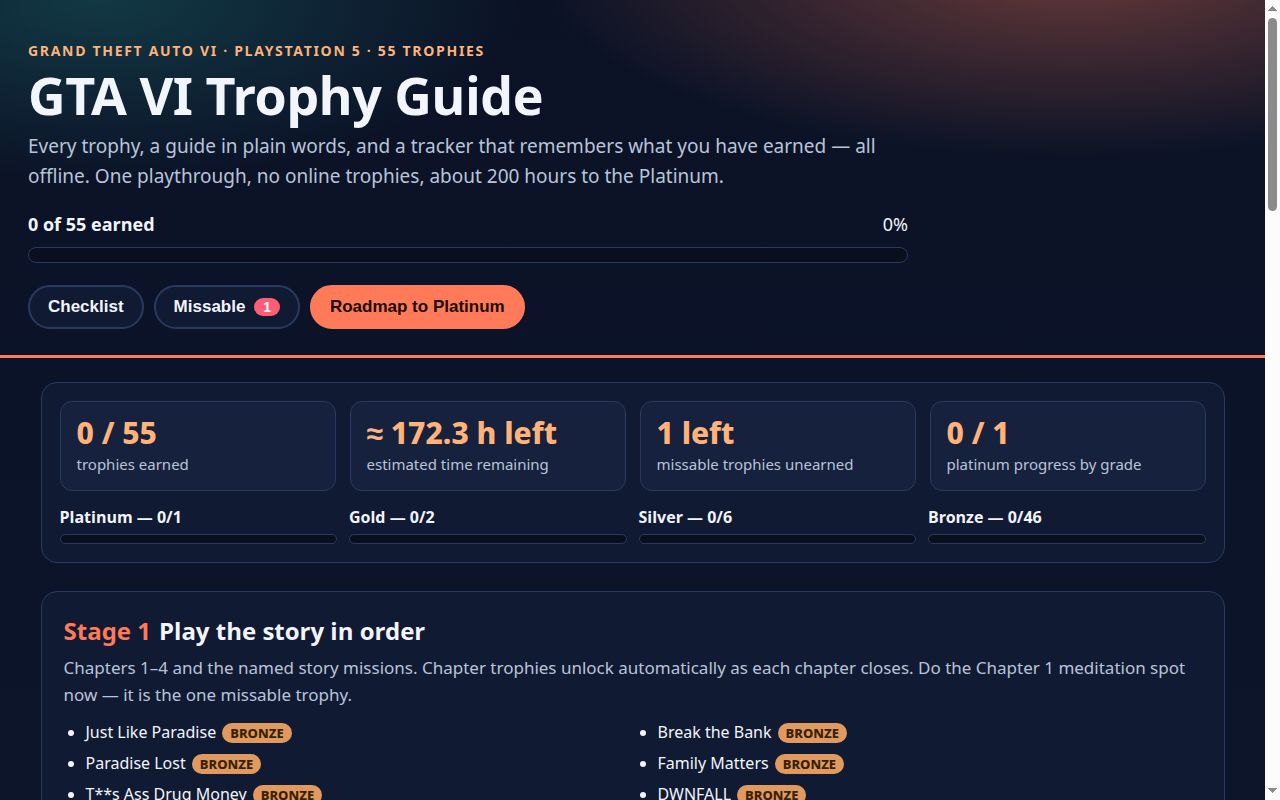 GRAND THEFT AUTO VI · PLAYSTATION 5 · 55 TROPHIES
GTA VI Trophy Guide
Every trophy, a guide in plain words, and a tracker that remembers what you have earned — all
offline. One playthrough, no online trophies, about 200 hours to the Platinum.
0 of 55 earned 0%
Checklist Missable 1 Roadmap to Platinum
0 / 55 ≈ 172.3 h left 1 left 0 / 1
trophies earned estimated time remaining missable trophies unearned platinum progress by grade
Platinum — 0/1 Gold — 0/2 Silver — 0/6 Bronze — 0/46
Stage 1 Play the story in order
Chapters 1–4 and the named story missions. Chapter trophies unlock automatically as each chapter closes. Do the Chapter 1 meditation spot
now — it is the one missable trophy.
Just Like Paradise BRONZE Break the Bank BRONZE
Paradise Lost BRONZE Family Matters BRONZE
T**s Ass Drug Money BRONZE DWNFALL BRONZE